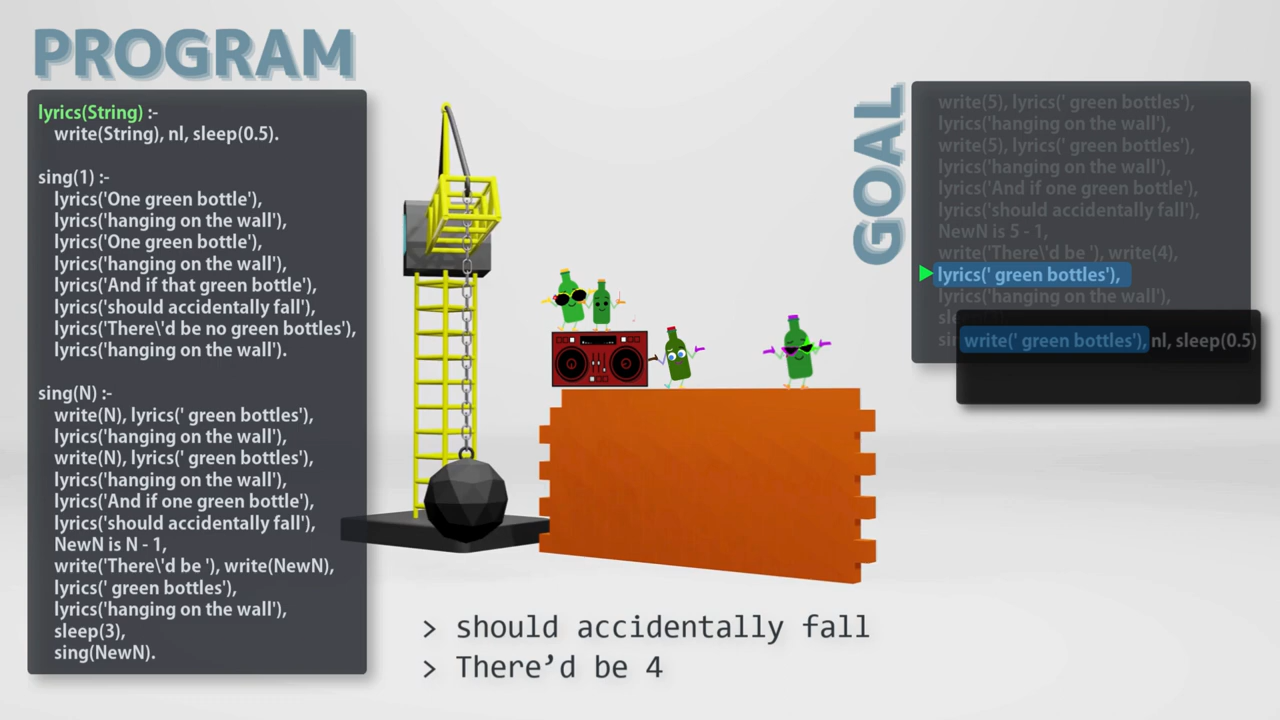 PROGRAM
lyrics(String) :-
write(String), nl, sleep(0.5).
sing(1) :-
lyrics('One green bottle'),
lyrics('hanging on the wall'),
lyrics('One green bottle'),
lyrics('hanging on the wall'),
lyrics('And if that green bottle'),
lyrics('should accidentally fall'),
lyrics('There\'d be no green bottles'),
lyrics('hanging on the wall').
sing(N) :-
write(N), lyrics(' green bottles'),
lyrics('hanging on the wall'),
write(N), lyrics(' green bottles'),
lyrics('hanging on the wall'),
lyrics('And if one green bottle'),
lyrics('should accidentally fall'),
NewN is N - 1,
write('There\'d be '), write(NewN),
lyrics(' green bottles'),
lyrics('hanging on the wall'),
sleep(3),
sing(NewN).
GOAL
write(5), lyrics(' green bottles'),
lyrics('hanging on the wall'),
write(5), lyrics(' green bottles'),
lyrics('hanging on the wall'),
lyrics('And if one green bottle'),
lyrics('should accidentally fall'),
NewN is 5 - 1,
write('There\'d be '), write(4),
lyrics(' green bottles'),
lyrics('hanging on the wall'),
write(' green bottles'), nl, sleep(0.5)
> should accidentally fall
> There’d be 4